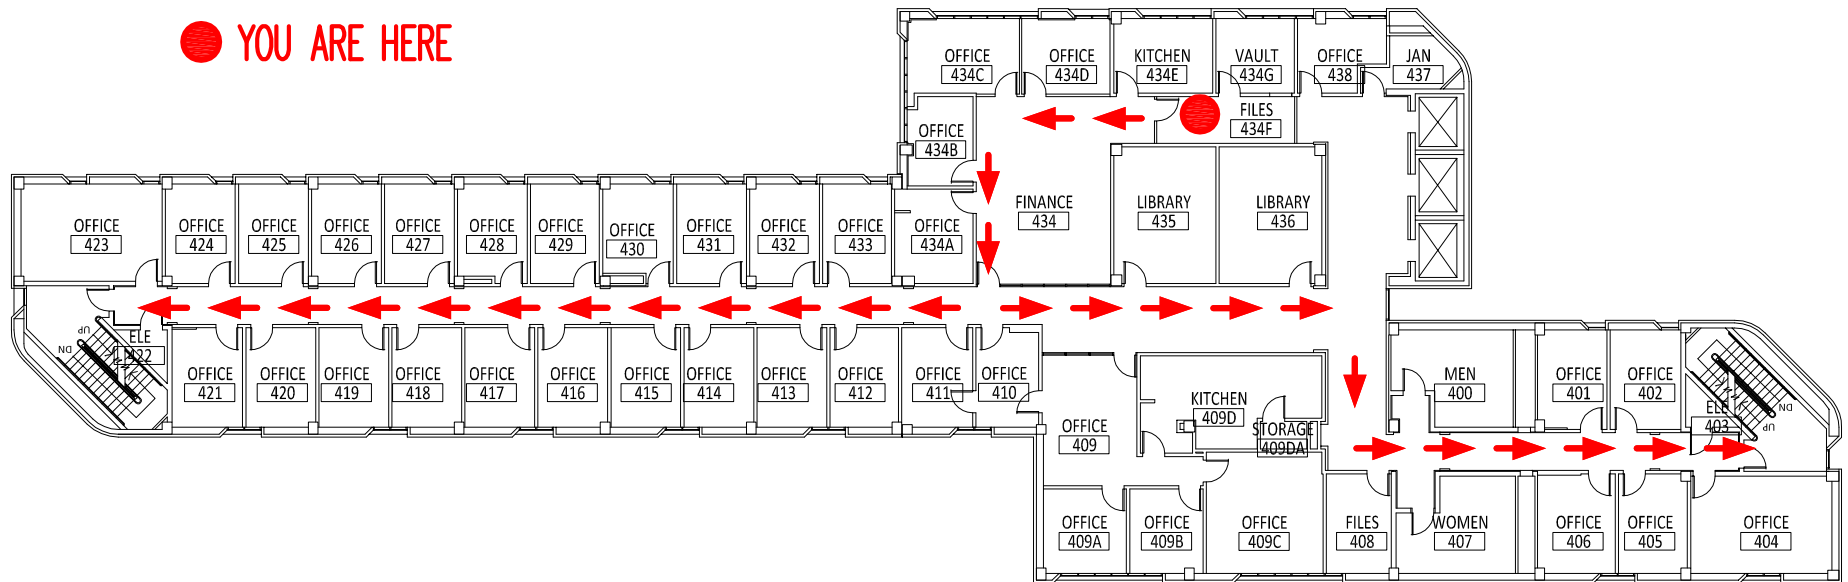 YOU ARE HERE
OFFICE
434C
OFFICE
434D
KITCHEN
434E
VAULT
434G
OFFICE
438
JAN
437
OFFICE
434B
FILES
434F
OFFICE
423
OFFICE
424
OFFICE
425
OFFICE
426
OFFICE
427
OFFICE
428
OFFICE
429
OFFICE
430
OFFICE
431
OFFICE
432
OFFICE
433
OFFICE
434A
FINANCE
434
LIBRARY
435
LIBRARY
436
UP
DN
ELE
422
OFFICE
421
OFFICE
420
OFFICE
419
OFFICE
418
OFFICE
417
OFFICE
416
OFFICE
415
OFFICE
414
OFFICE
413
OFFICE
412
OFFICE
411
OFFICE
410
OFFICE
409
KITCHEN
409D
STORAGE
409DA
MEN
400
OFFICE
401
OFFICE
402
ELE
403
DN
UP
OFFICE
409A
OFFICE
409B
OFFICE
409C
FILES
408
WOMEN
407
OFFICE
406
OFFICE
405
OFFICE
404